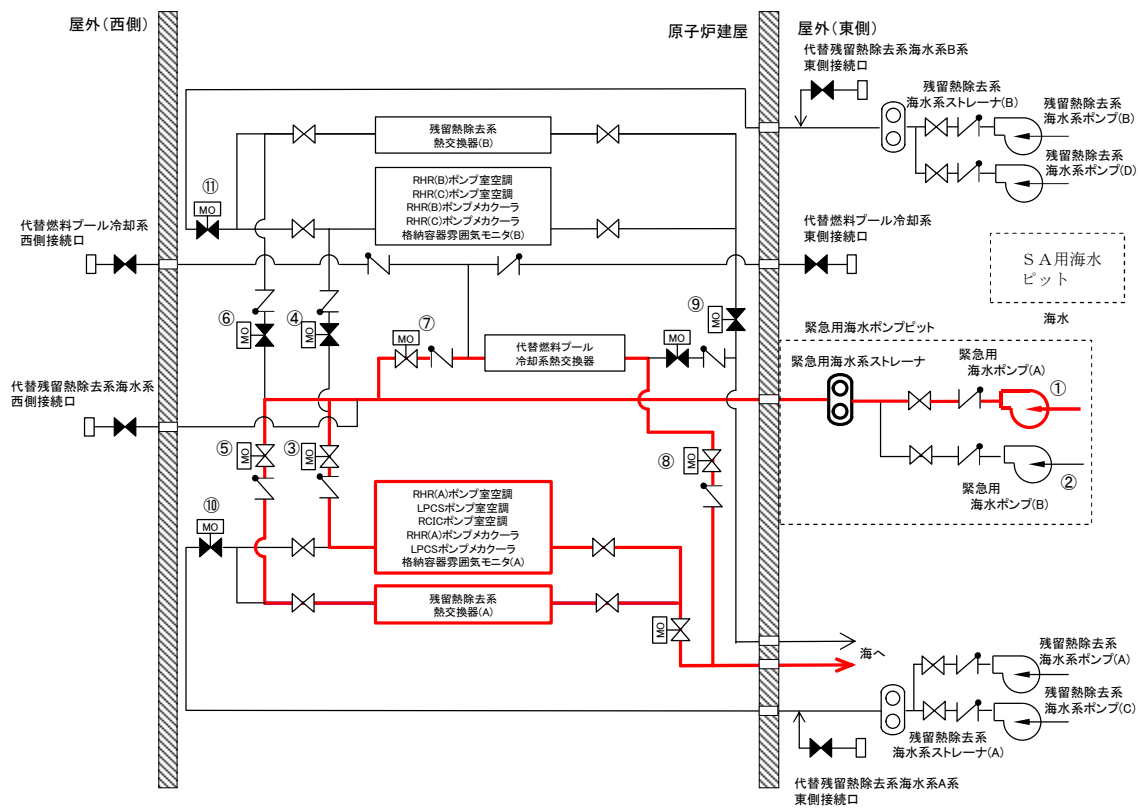 屋外(西側)
原子炉建屋
屋外(東側)
代替残留熱除去系海水系B系
東側接続口
残留熱除去系
海水系ストレーナ(B)
残留熱除去系
海水系ポンプ(B)
残留熱除去系
海水系ポンプ(D)
残留熱除去系
熱交換器(B)
RHR(B)ポンプ室空調
RHR(C)ポンプ室空調
RHR(B)ポンプメカクーラ
RHR(C)ポンプメカクーラ
格納容器雰囲気モニタ(B)
⑪
MO
代替燃料プール冷却系
西側接続口
代替燃料プール冷却系
東側接続口
SA用海水
ピット
海水
⑥
MO
④
MO
⑦
MO
⑨
MO
代替燃料プール
冷却系熱交換器
MO
緊急用海水ポンプピット
緊急用海水系ストレーナ
緊急用
海水ポンプ(A)
①
代替残留熱除去系海水系
西側接続口
⑤
MO
③
MO
⑧
MO
緊急用
海水ポンプ(B)
②
⑩
MO
RHR(A)ポンプ室空調
LPCSポンプ室空調
RCICポンプ室空調
RHR(A)ポンプメカクーラ
LPCSポンプメカクーラ
格納容器雰囲気モニタ(A)
残留熱除去系
熱交換器(A)
MO
海へ
残留熱除去系
海水系ポンプ(A)
残留熱除去系
海水系ポンプ(C)
残留熱除去系
海水系ストレーナ(A)
代替残留熱除去系海水系A系
東側接続口